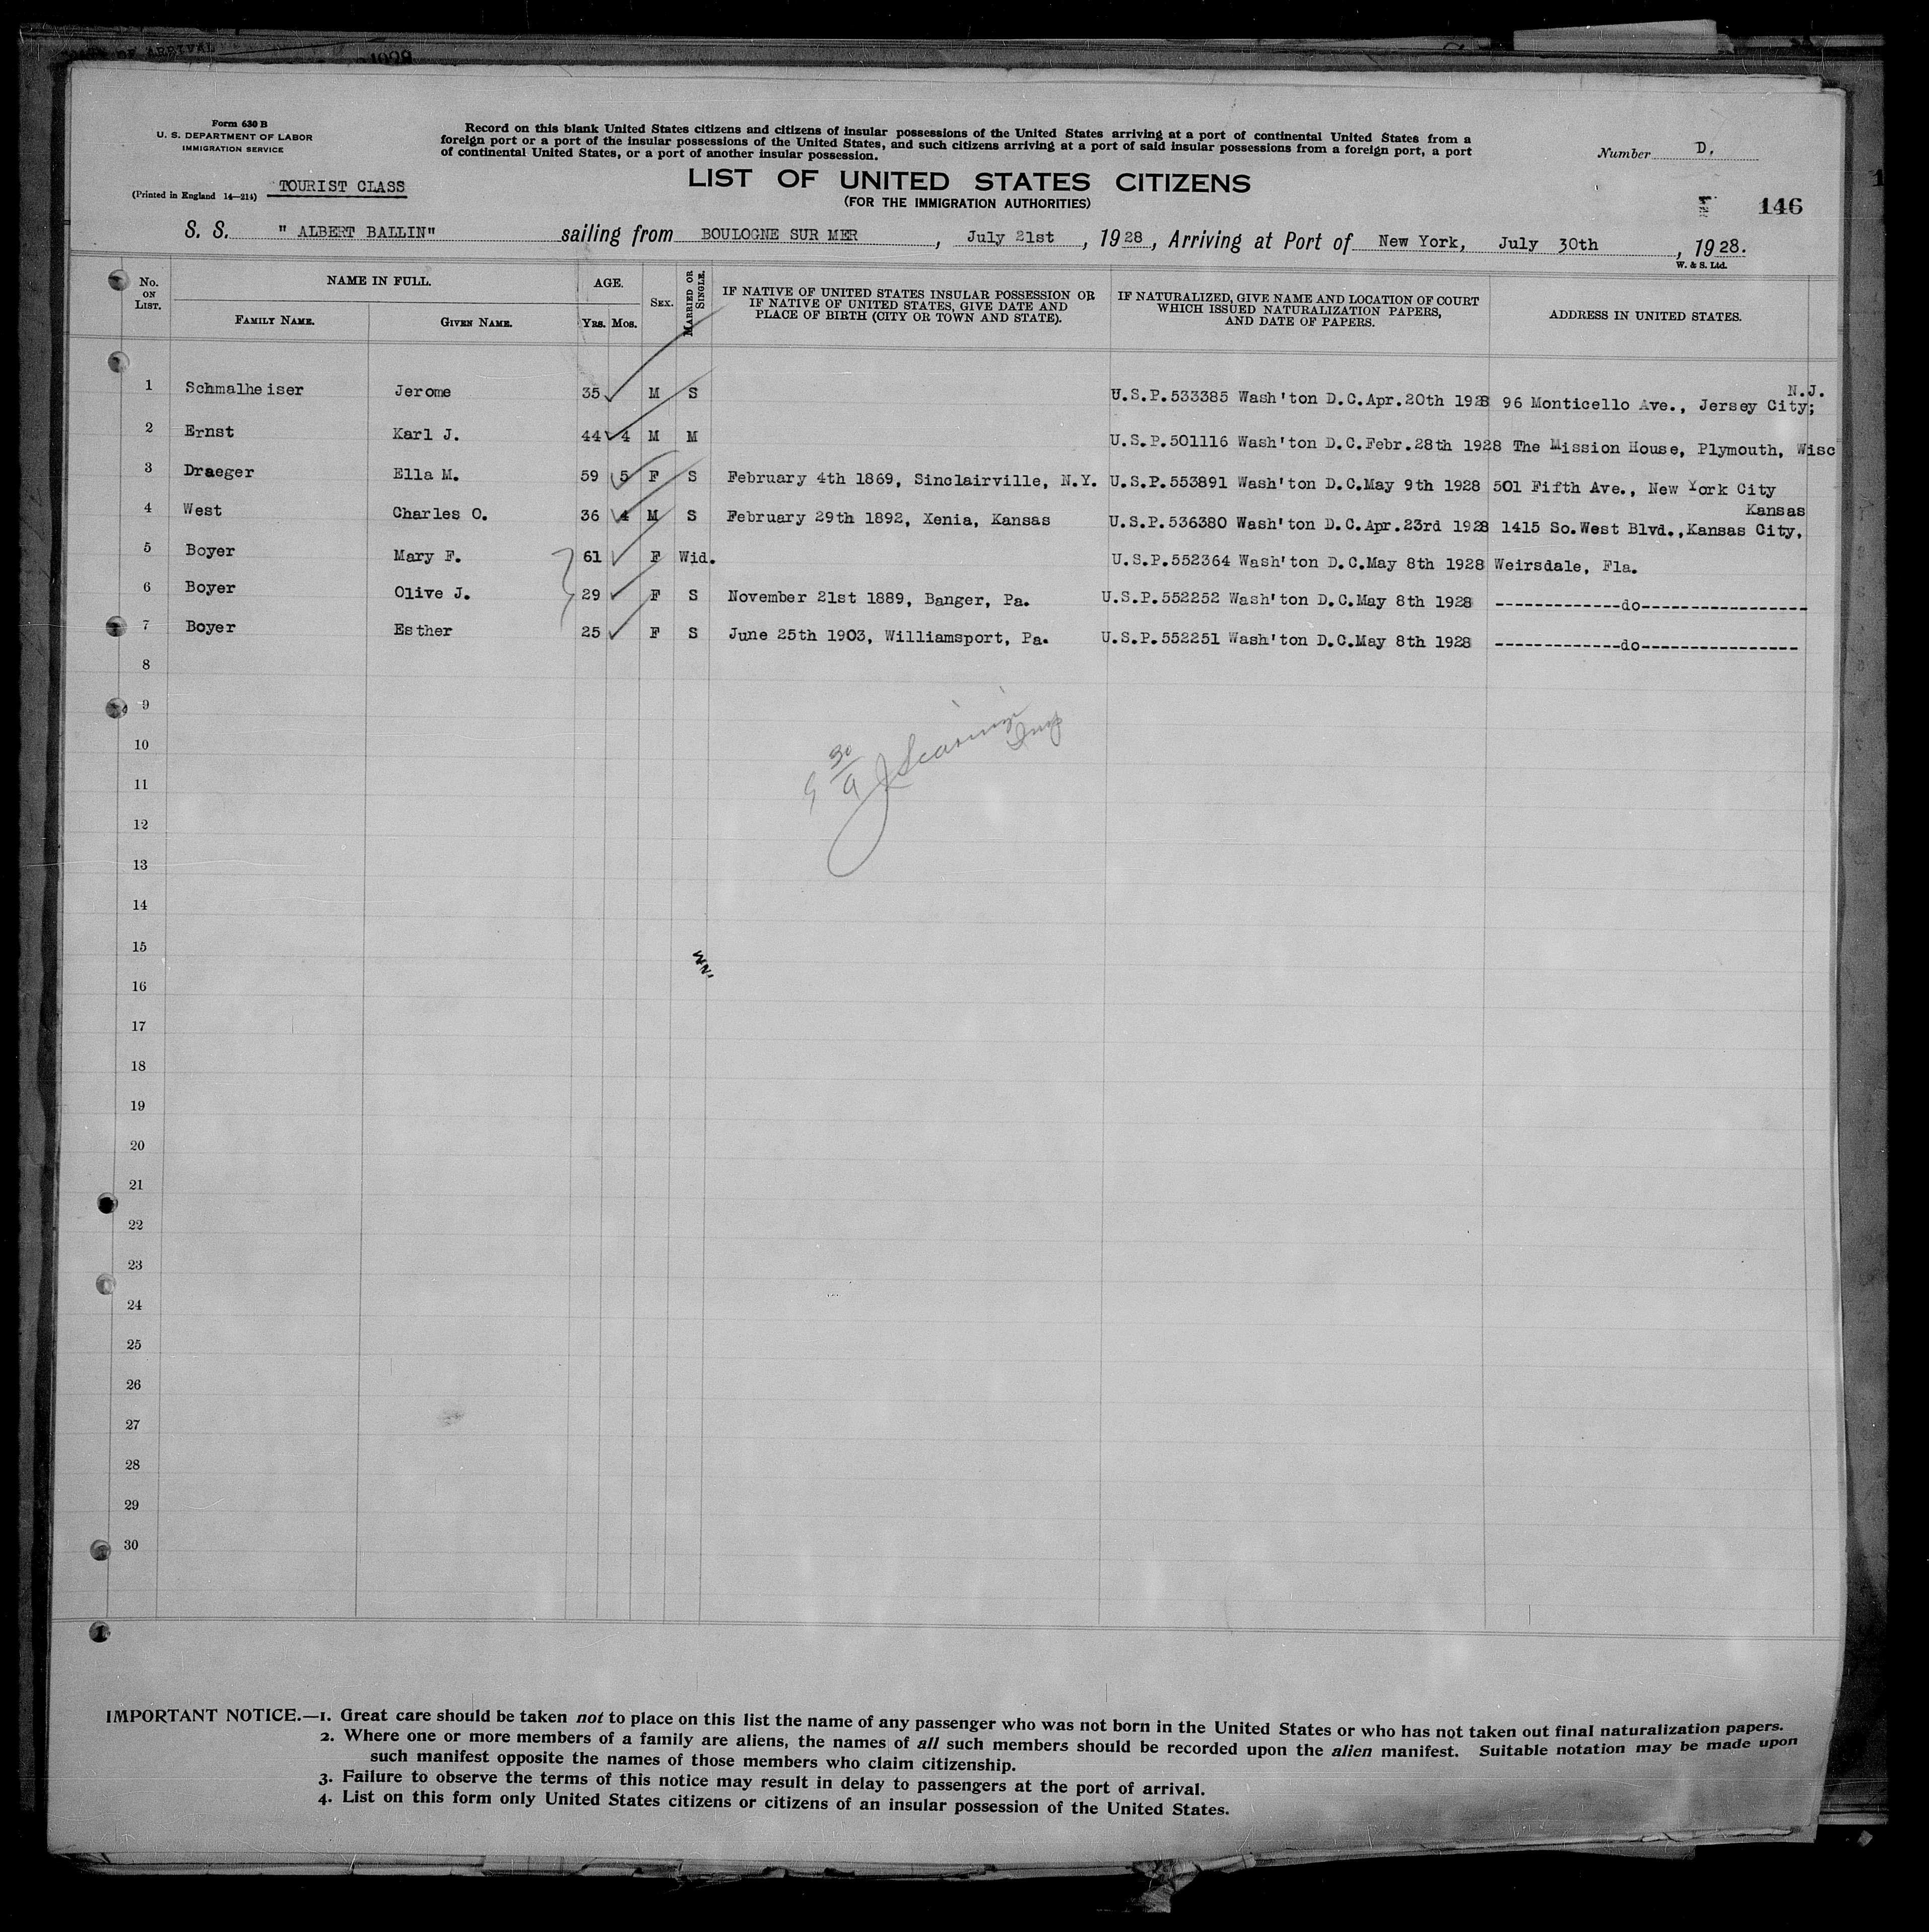 Form 630 B
U. S. DEPARTMENT OF LABOR
IMMIGRATION SERVICE
(Printed in England 14—214)
TOURIST CLASS
Record on this blank United States citizens and citizens of insular possessions of the United States arriving at a port of continental United States from a
foreign port or a port of the insular possessions of the United States, and such citizens arriving at a port of said insular possessions from a foreign port, a port
of continental United States, or a port of another insular possession.
Number D.
LIST OF UNITED STATES CITIZENS
(FOR THE IMMIGRATION AUTHORITIES)
146
S. S. " ALBERT BALLIN" sailing from BOULOGNE SUR MER, July 21st, 1928, Arriving at Port of New York, July 30th, 1928.
W. & S. Ltd.
No. ON LIST. NAME IN FULL. FAMILY NAME. GIVEN NAME. AGE. YRS. MOS. SEX. MARRIED OR SINGLE. IF NATIVE OF UNITED STATES INSULAR POSSESSION OR IF NATIVE OF UNITED STATES, GIVE DATE AND PLACE OF BIRTH (CITY OR TOWN AND STATE). IF NATURALIZED, GIVE NAME AND LOCATION OF COURT WHICH ISSUED NATURALIZATION PAPERS, AND DATE OF PAPERS. ADDRESS IN UNITED STATES.
1 Schmalheiser Jerome 35 M S U.S.P.533385 Wash'ton D.C.Apr.20th 1928 96 Monticello Ave., Jersey City; N.J.
2 Ernst Karl J. 44 4 M M U.S.P.501116 Wash'ton D.C.Febr.28th 1928 The Mission House, Plymouth, Wisc
3 Draeger Ella M. 59 5 F S February 4th 1869, Sinclairville, N.Y. U.S.P.553891 Wash'ton D.C.May 9th 1928 501 Fifth Ave., New York City
4 West Charles O. 36 4 M S February 29th 1892, Xenia, Kansas U.S.P.536380 Wash'ton D.C.Apr.23rd 1928 1415 So.West Blvd.,Kansas City, Kansas
5 Boyer Mary F. 61 F Wid. U.S.P.552364 Wash'ton D.C.May 8th 1928 Weirsdale, Fla.
6 Boyer Olive J. 29 F S November 21st 1889, Banger, Pa. U.S.P.552252 Wash'ton D.C.May 8th 1928 -------------do-----------------
7 Boyer Esther 25 F S June 25th 1903, Williamsport, Pa. U.S.P.552251 Wash'ton D.C.May 8th 1928 -------------do----------------
8
9
10
11
12
13
14
15
16
17
18
19
20
21
22
23
24
25
26
27
28
29
30
IMPORTANT NOTICE.—1. Great care should be taken not to place on this list the name of any passenger who was not born in the United States or who has not taken out final naturalization papers.
2. Where one or more members of a family are aliens, the names of all such members should be recorded upon the alien manifest. Suitable notation may be made upon
such manifest opposite the names of those members who claim citizenship.
3. Failure to observe the terms of this notice may result in delay to passengers at the port of arrival.
4. List on this form only United States citizens or citizens of an insular possession of the United States.